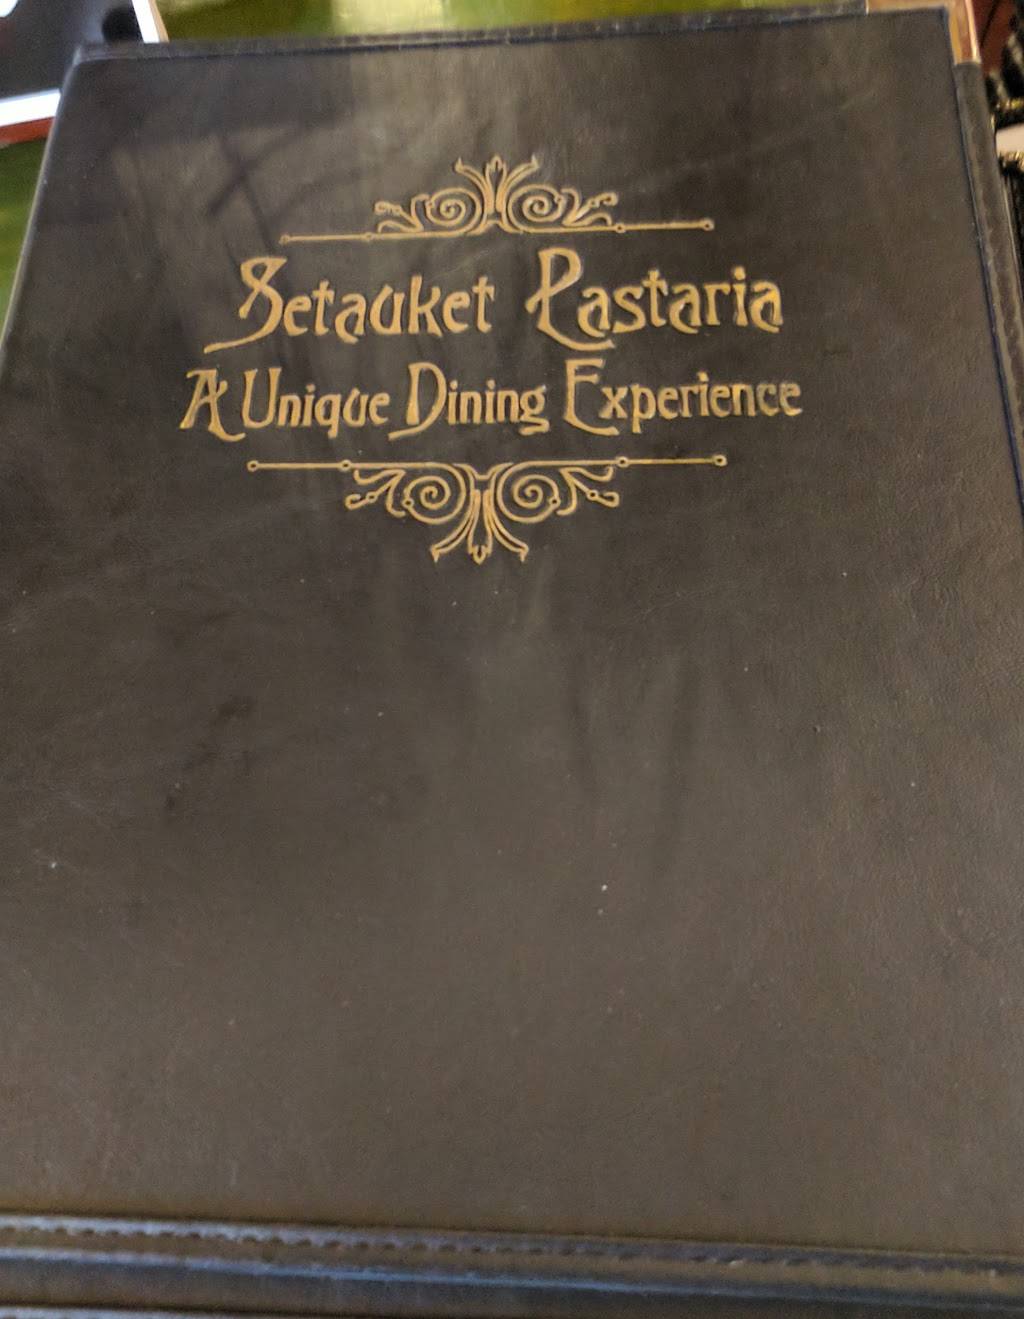 Setauket Pastaria
A Unique Dining Experience